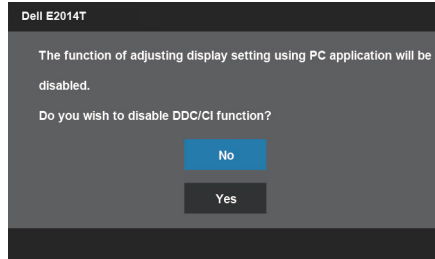 Dell E2014T
The function of adjusting display setting using PC application will be
disabled.
Do you wish to disable DDC/CI function?
No
Yes